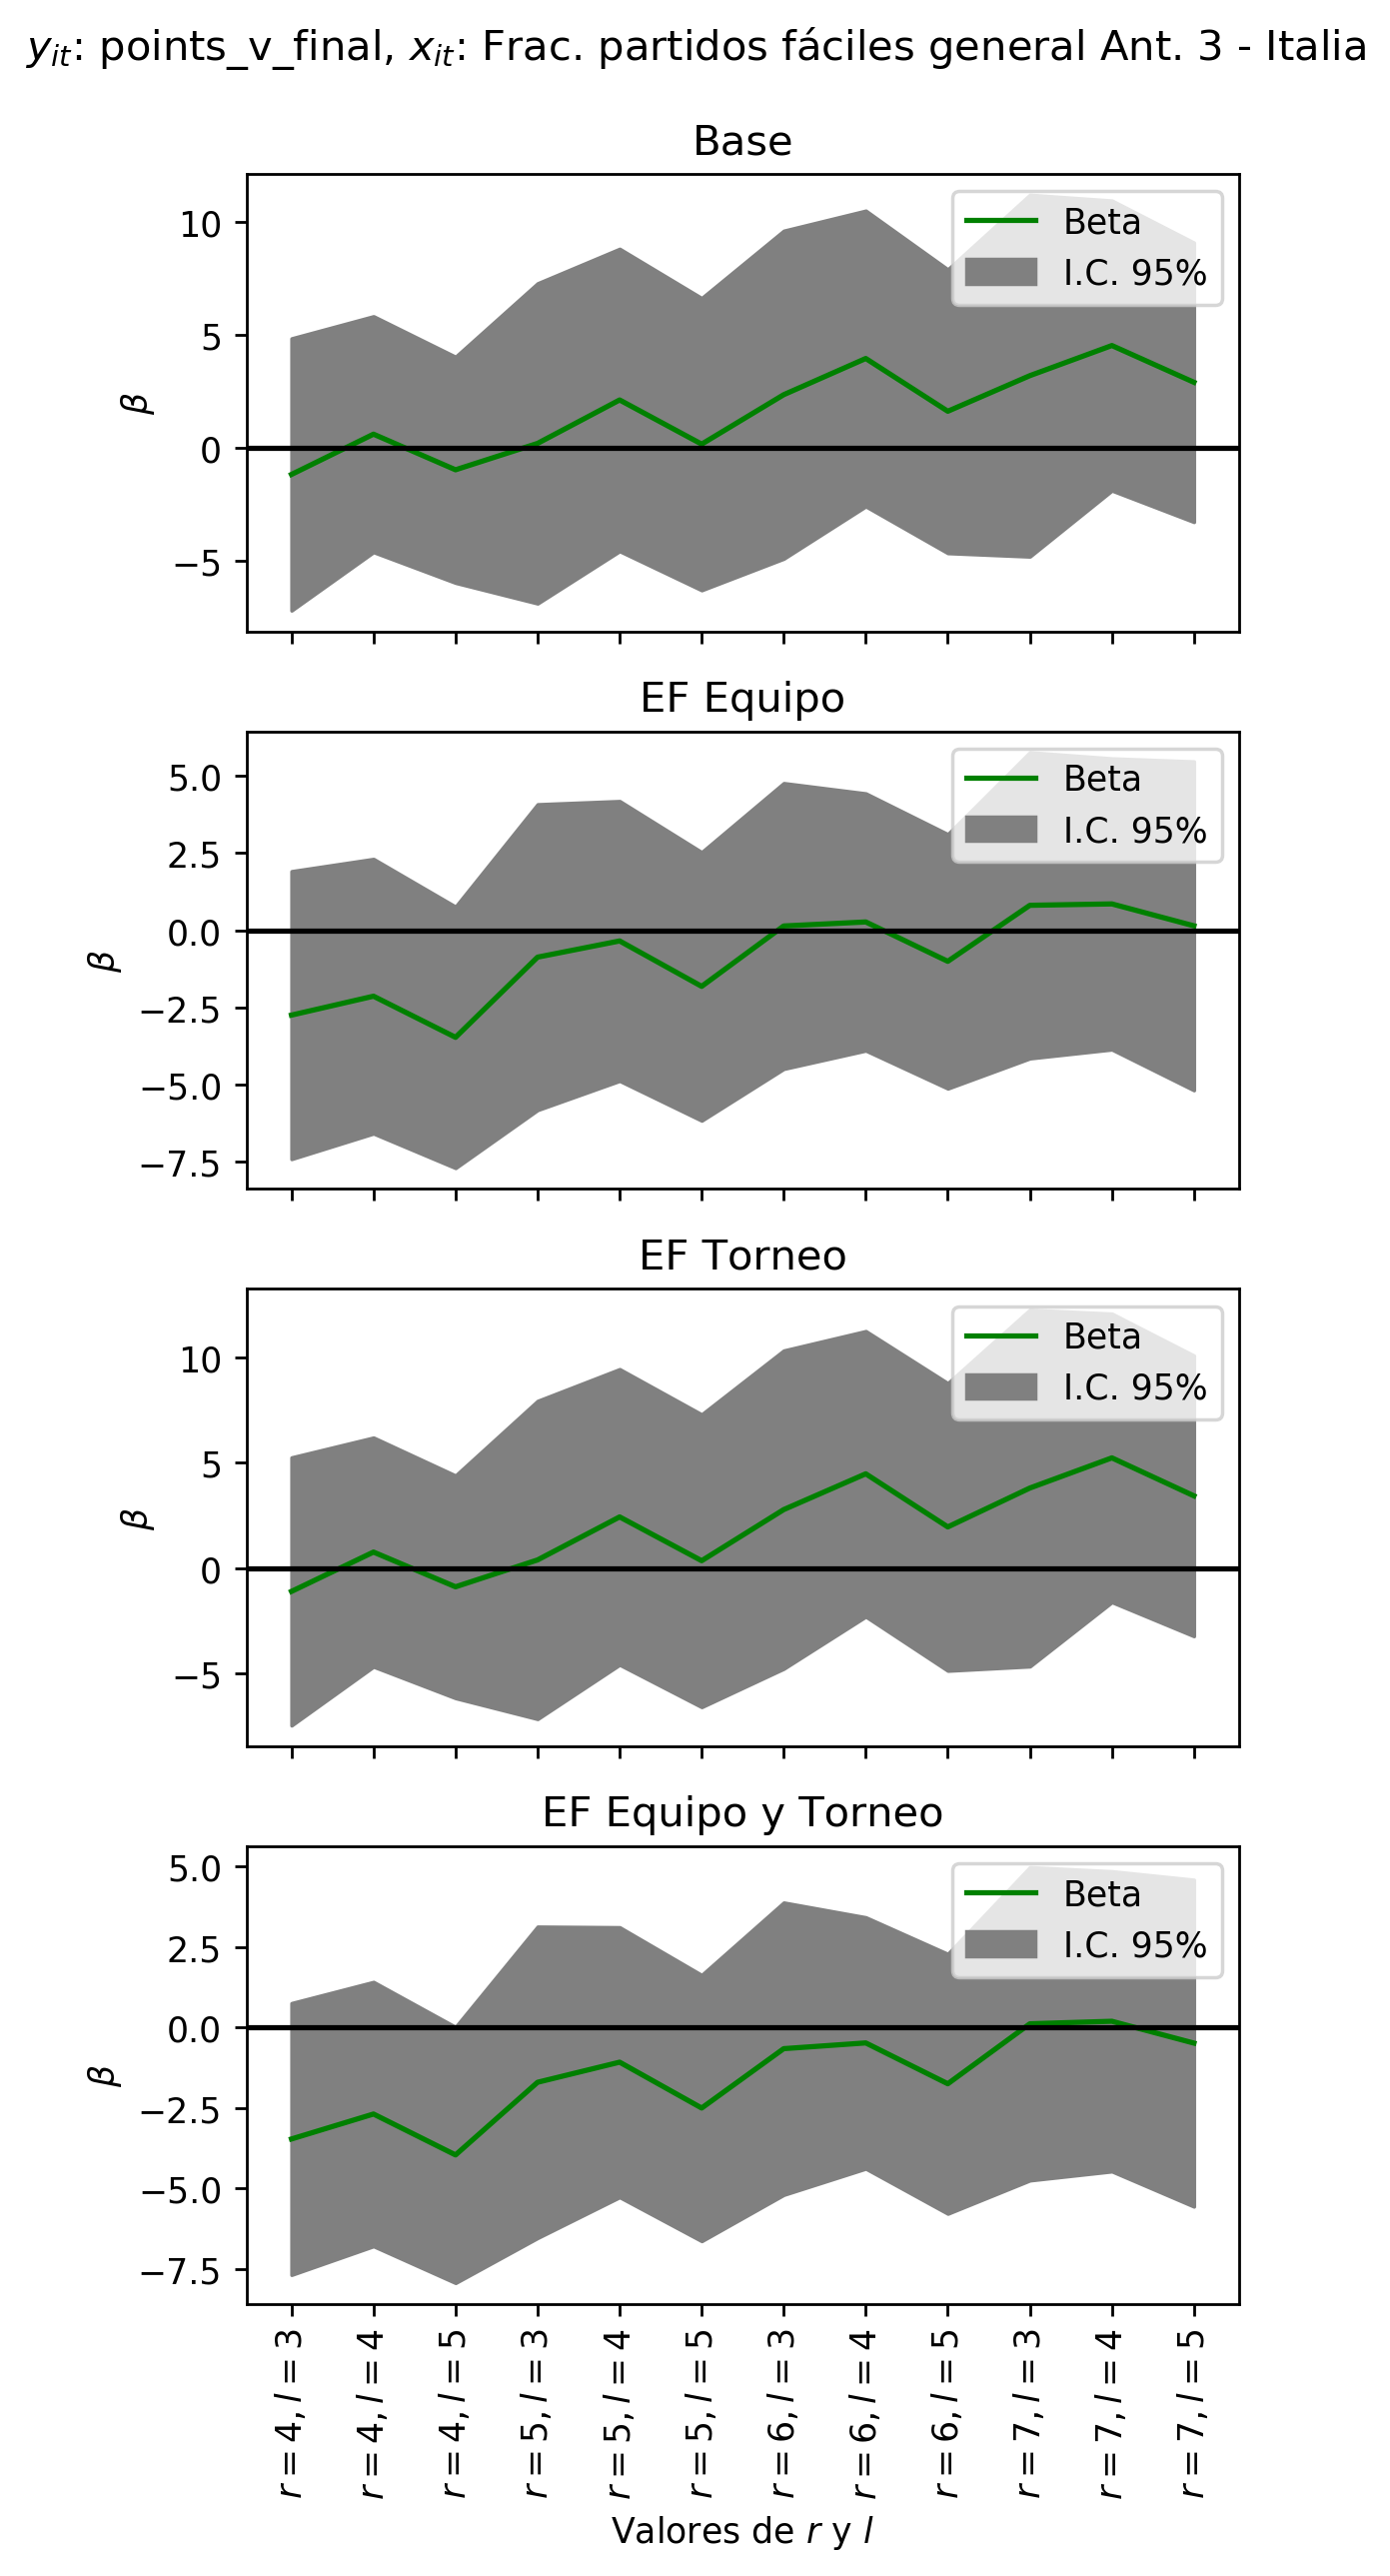 y_it: points_v_final, x_it: Frac. partidos fáciles general Ant. 3 - Italia
Base
10
5
0
−5
β
Beta
I.C. 95%
EF Equipo
5.0
2.5
0.0
−2.5
−5.0
−7.5
β
Beta
I.C. 95%
EF Torneo
10
5
0
−5
β
Beta
I.C. 95%
EF Equipo y Torneo
5.0
2.5
0.0
−2.5
−5.0
−7.5
β
Beta
I.C. 95%
r = 4, l = 3
r = 4, l = 4
r = 4, l = 5
r = 5, l = 3
r = 5, l = 4
r = 5, l = 5
r = 6, l = 3
r = 6, l = 4
r = 6, l = 5
r = 7, l = 3
r = 7, l = 4
r = 7, l = 5
Valores de r y l